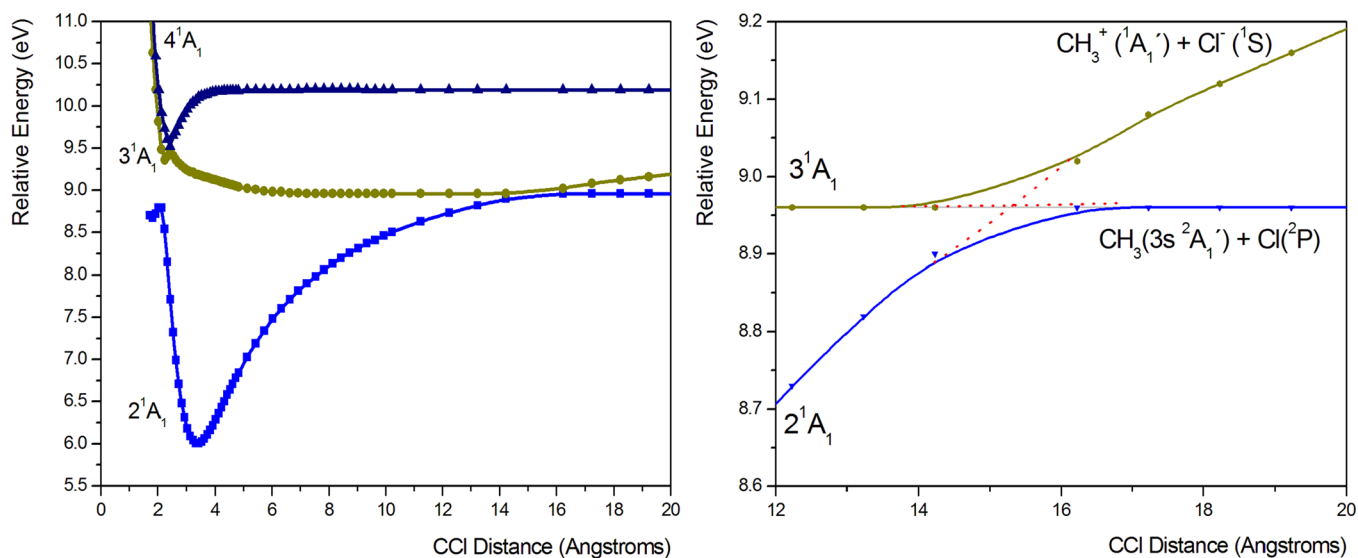 11.0
10.5
10.0
9.5
9.0
8.5
8.0
7.5
7.0
6.5
6.0
5.5
0 2 4 6 8 10 12 14 16 18 20
Relative Energy (eV)
CCl Distance (Angstroms)
4¹A₁
3¹A₁
2¹A₁
9.2
9.1
9.0
8.9
8.8
8.7
8.6
12 14 16 18 20
Relative Energy (eV)
CCl Distance (Angstroms)
CH₃⁺(¹A₁´) + Cl⁻(¹S)
3¹A₁
CH₃(3s ²A₁´) + Cl(²P)
2¹A₁